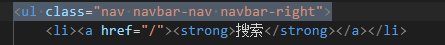 <ul class="nav navbar-nav navbar-right">
<li><a href="/"><strong>搜索</strong></a></li>